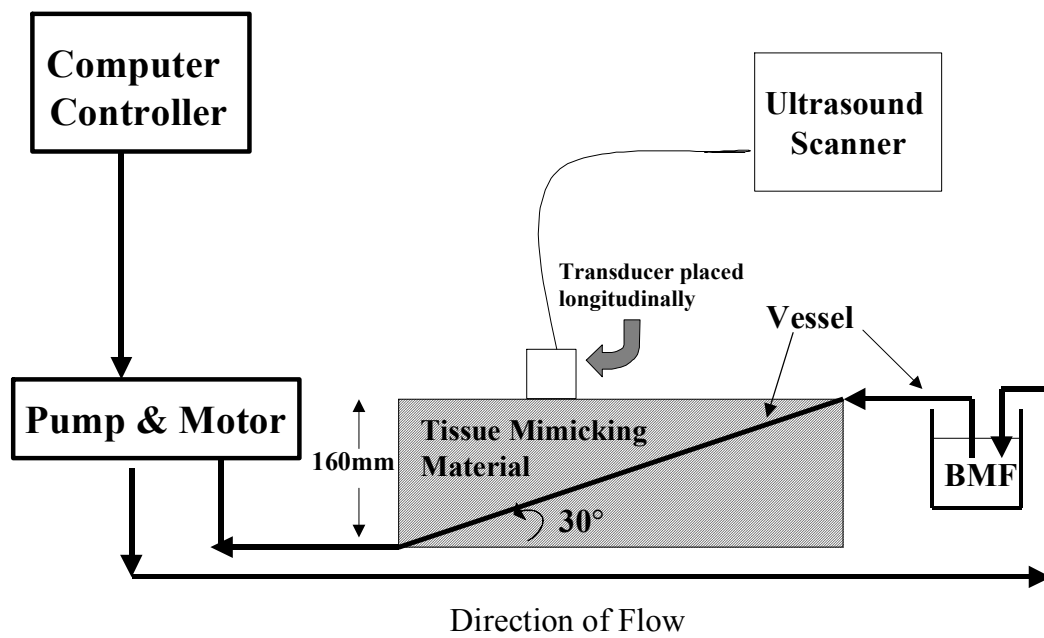 Computer
Controller
Ultrasound
Scanner
Transducer placed
longitudinally
Vessel
Pump & Motor
160mm
Tissue Mimicking
Material
30°
BMF
Direction of Flow